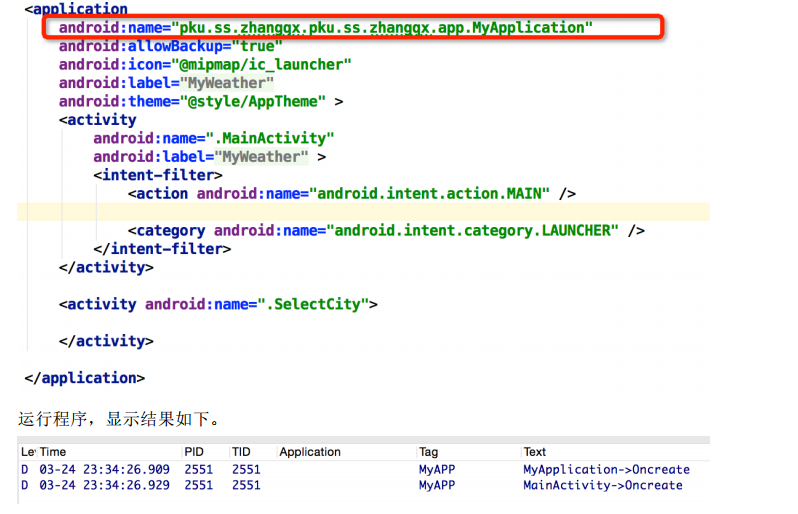 <application
android:name="pku.ss.zhangqx.pku.ss.zhangqx.app.MyApplication"
android:allowBackup="true"
android:icon="@mipmap/ic_launcher"
android:label="MyWeather"
android:theme="@style/AppTheme" >
<activity
android:name=".MainActivity"
android:label="MyWeather" >
<intent-filter>
<action android:name="android.intent.action.MAIN" />
<category android:name="android.intent.category.LAUNCHER" />
</intent-filter>
</activity>
<activity android:name=".SelectCity">
</activity>
</application>
运行程序，显示结果如下。
Le Time PID TID Application Tag Text
D 03-24 23:34:26.909 2551 2551 MyAPP MyApplication->Oncreate
D 03-24 23:34:26.929 2551 2551 MyAPP MainActivity->Oncreate